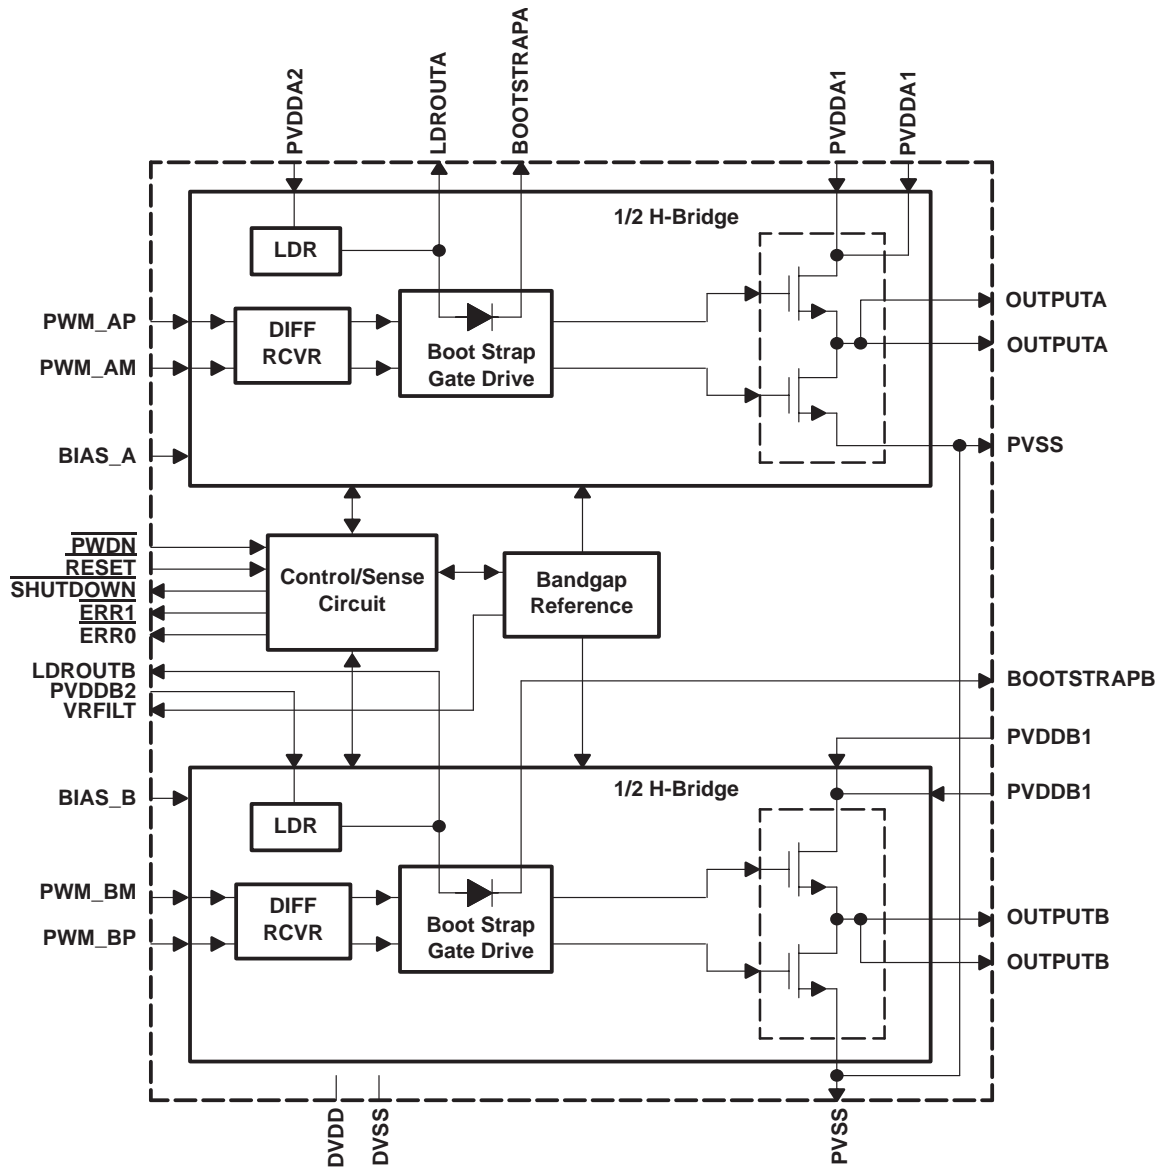 PVDDA2
LDROUTA
BOOTSTRAPA
PVDDA1
PVDDA1
1/2 H-Bridge
LDR
PWM_AP
PWM_AM
DIFF
RCVR
Boot Strap
Gate Drive
OUTPUTA
OUTPUTA
BIAS_A
PVSS
PWDN
RESET
SHUTDOWN
ERR1
ERR0
Control/Sense
Circuit
Bandgap
Reference
LDROUTB
PVDDB2
VRFILT
BOOTSTRAPB
PVDDB1
PVDDB1
BIAS_B
1/2 H-Bridge
LDR
PWM_BM
PWM_BP
DIFF
RCVR
Boot Strap
Gate Drive
OUTPUTB
OUTPUTB
DVDD
DVSS
PVSS